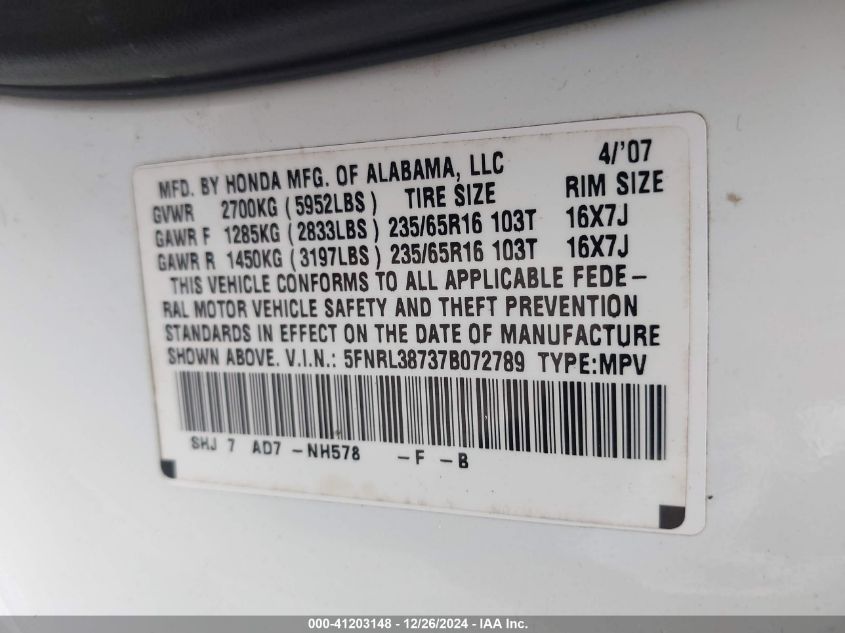 MFD. BY HONDA MFG. OF ALABAMA, LLC 4/'07
GVWR 2700KG (5952LBS) TIRE SIZE RIM SIZE
GAWR F 1285KG (2833LBS) 235/65R16 103T 16X7J
GAWR R 1450KG (3197LBS) 235/65R16 103T 16X7J
THIS VEHICLE CONFORMS TO ALL APPLICABLE FEDE-
RAL MOTOR VEHICLE SAFETY AND THEFT PREVENTION
STANDARDS IN EFFECT ON THE DATE OF MANUFACTURE
SHOWN ABOVE. V.I.N.: 5FNRL38737B072789 TYPE:MPV
SHJ 7 AD7 -NH578 -F -B
000-41203148 - 12/26/2024 - IAA Inc.